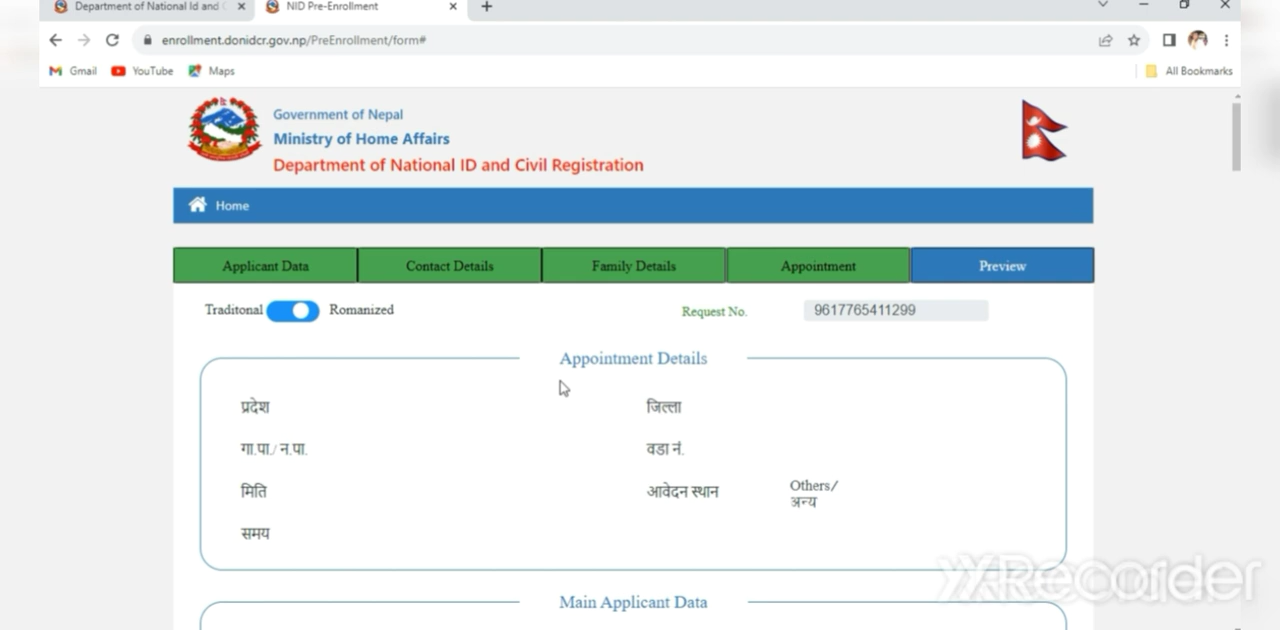 Department of National Id and C
NID Pre-Enrollment
enrollment.donidcr.gov.np/PreEnrollment/form#
Gmail YouTube Maps All Bookmarks
Government of Nepal
Ministry of Home Affairs
Department of National ID and Civil Registration
Home
Applicant Data Contact Details Family Details Appointment Preview
Traditonal Romanized Request No. 9617765411299
Appointment Details
प्रदेश जिल्ला
गा.पा./ न.पा. वडा नं.
मिति आवेदन स्थान Others/
अन्य
समय
XRecorder
Main Applicant Data